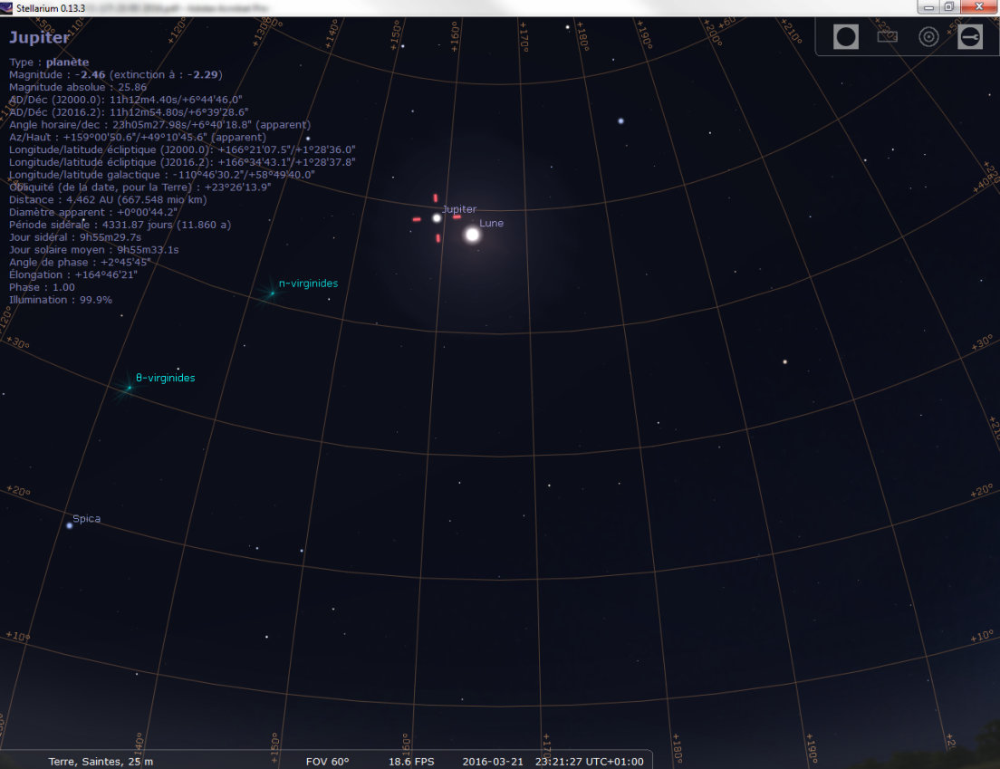 Stellarium 0.13.3
Jupiter
Type : planète
Magnitude : -2.46 (extinction à : -2.29)
Magnitude absolue : 25.86
AD/Déc (J2000.0): 11h12m4.40s/+6°44'46.0"
AD/Déc (J2016.2): 11h12m54.80s/+6°39'28.6"
Angle horaire/dec : 23h05m27.98s/+6°40'18.8" (apparent)
Az/Haut : +159°00'50.6"/+49°10'45.6" (apparent)
Longitude/latitude écliptique (J2000.0): +166°21'07.5"/+1°28'36.0"
Longitude/latitude écliptique (J2016.2): +166°34'43.1"/+1°28'37.8"
Longitude/latitude galactique : -110°46'30.2"/+58°49'40.0"
Obliquité (de la date, pour la Terre) : +23°26'13.9"
Distance : 4.462 AU (667.548 mio km)
Diamètre apparent : +0°00'44.2"
Période sidérale : 4331.87 jours (11.860 a)
Jour sidéral : 9h55m29.7s
Jour solaire moyen : 9h55m33.1s
Angle de phase : +2°45'45"
Élongation : +164°46'21"
Phase : 1.00
Illumination : 99.9%
+50°
+110°
+120°
+130°
+60°
+140°
+150°
+160°
+170°
+180°
+190°
+200°
+60°
+210°
+50°
Jupiter
Lune
π-virginides
θ-virginides
Spica
+120°
+30°
+20°
+10°
+40°
+30°
+20°
+10°
+140°
+150°
+160°
+170°
+180°
+190°
Terre, Saintes, 25 m
FOV 60°
18.6 FPS
2016-03-21 23:21:27 UTC+01:00